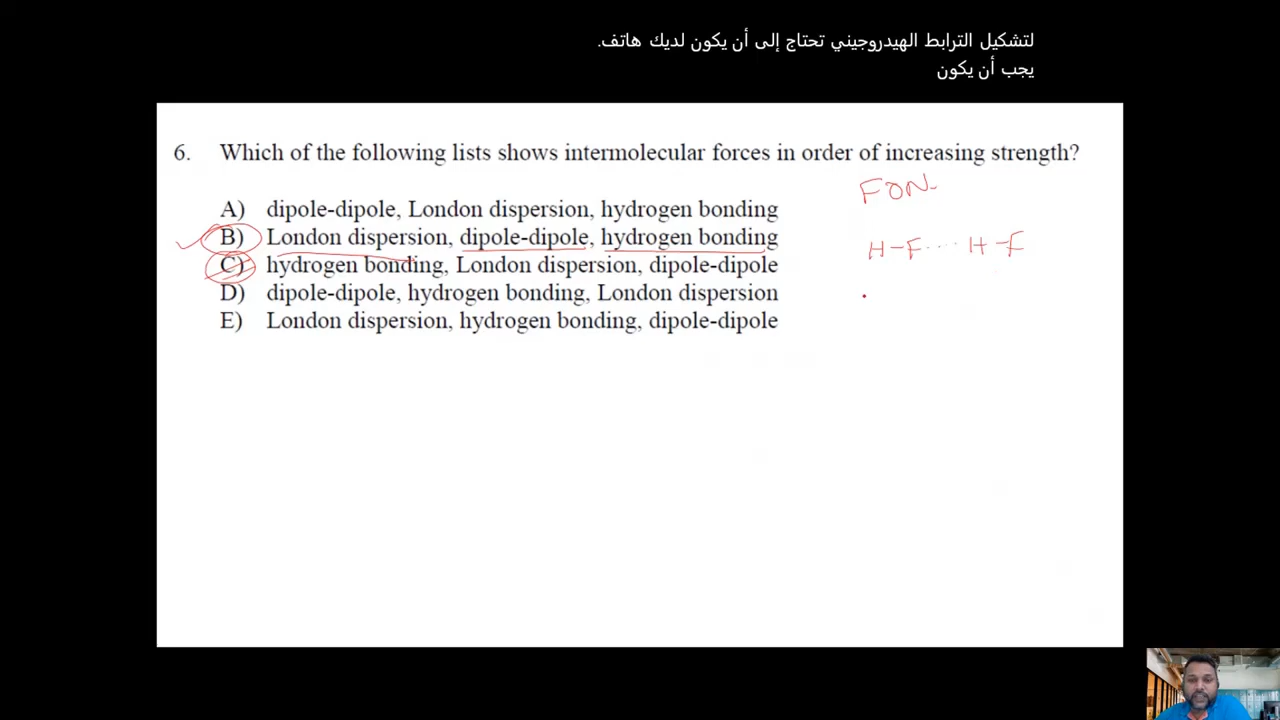 لتشكيل الترابط الهيدروجيني تحتاج إلى أن يكون لديك هاتف.
يجب أن يكون
6. Which of the following lists shows intermolecular forces in order of increasing strength?
FON
A) dipole-dipole, London dispersion, hydrogen bonding
B) London dispersion, dipole-dipole, hydrogen bonding
H-F....H-F
C) hydrogen bonding, London dispersion, dipole-dipole
D) dipole-dipole, hydrogen bonding, London dispersion
E) London dispersion, hydrogen bonding, dipole-dipole